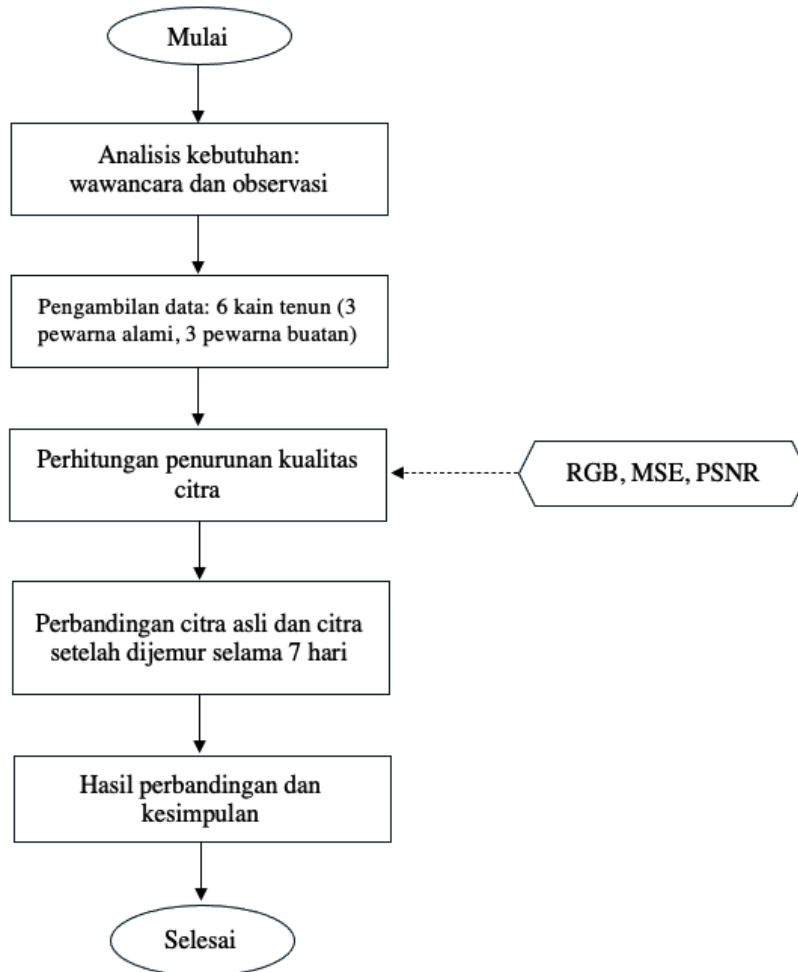 Mulai
Analisis kebutuhan:
wawancara dan observasi
Pengambilan data: 6 kain tenun (3
pewarna alami, 3 pewarna buatan)
Perhitungan penurunan kualitas
citra
RGB, MSE, PSNR
Perbandingan citra asli dan citra
setelah dijemur selama 7 hari
Hasil perbandingan dan
kesimpulan
Selesai